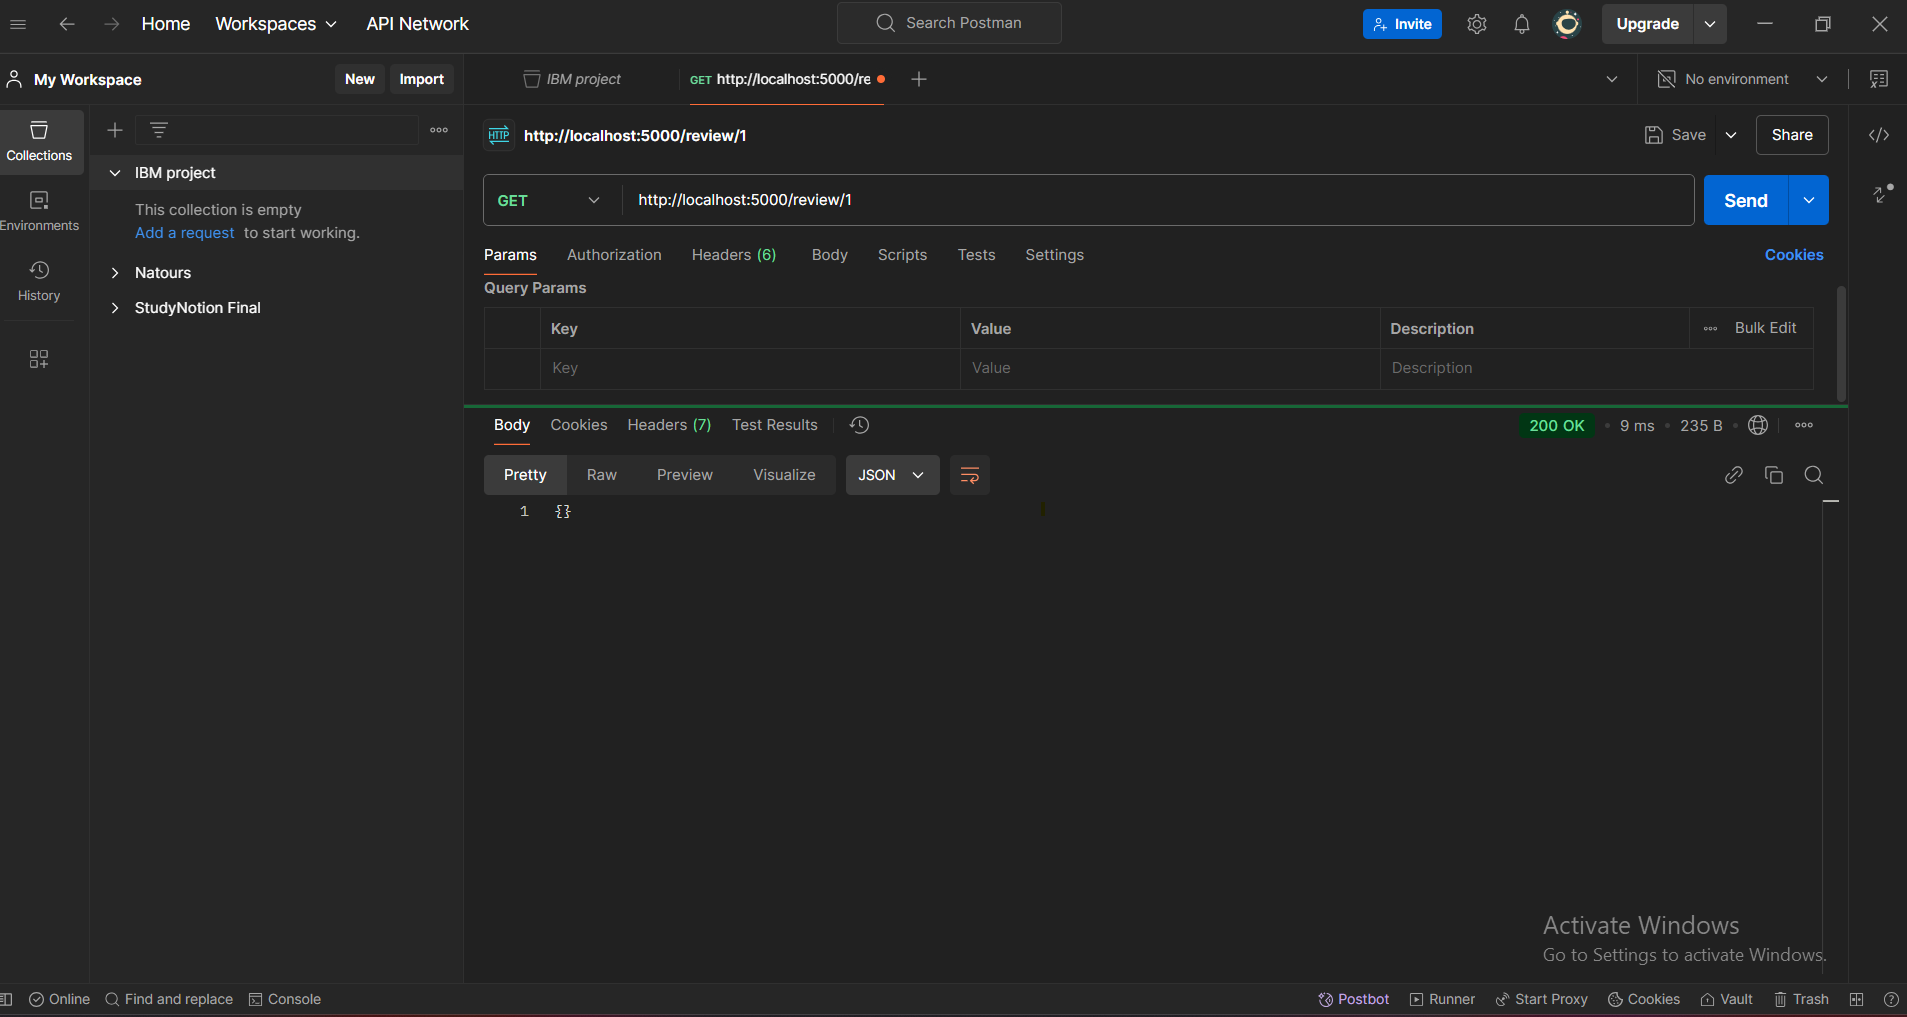 Home Workspaces API Network Search Postman Invite Upgrade
My Workspace New Import IBM project GET http://localhost:5000/re No environment
Collections
Environments
History
IBM project
This collection is empty
Add a request to start working.
Natours
StudyNotion Final
HTTP http://localhost:5000/review/1 Save Share
GET http://localhost:5000/review/1 Send
Params Authorization Headers (6) Body Scripts Tests Settings Cookies
Query Params
Key Value Description Bulk Edit
Key Value Description
Body Cookies Headers (7) Test Results 200 OK 9 ms 235 B
Pretty Raw Preview Visualize JSON
1 {}
Activate Windows
Go to Settings to activate Windows.
Online Find and replace Console Postbot Runner Start Proxy Cookies Vault Trash